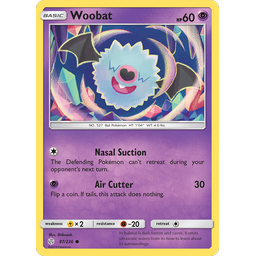 BASIC Woobat HP60
NO. 527 Bat Pokémon HT: 1'04" WT: 4.6 lbs.
Nasal Suction
The Defending Pokémon can't retreat during your
opponent's next turn.
Air Cutter 30
Flip a coin. If tails, this attack does nothing.
weakness ×2 resistance -20 retreat